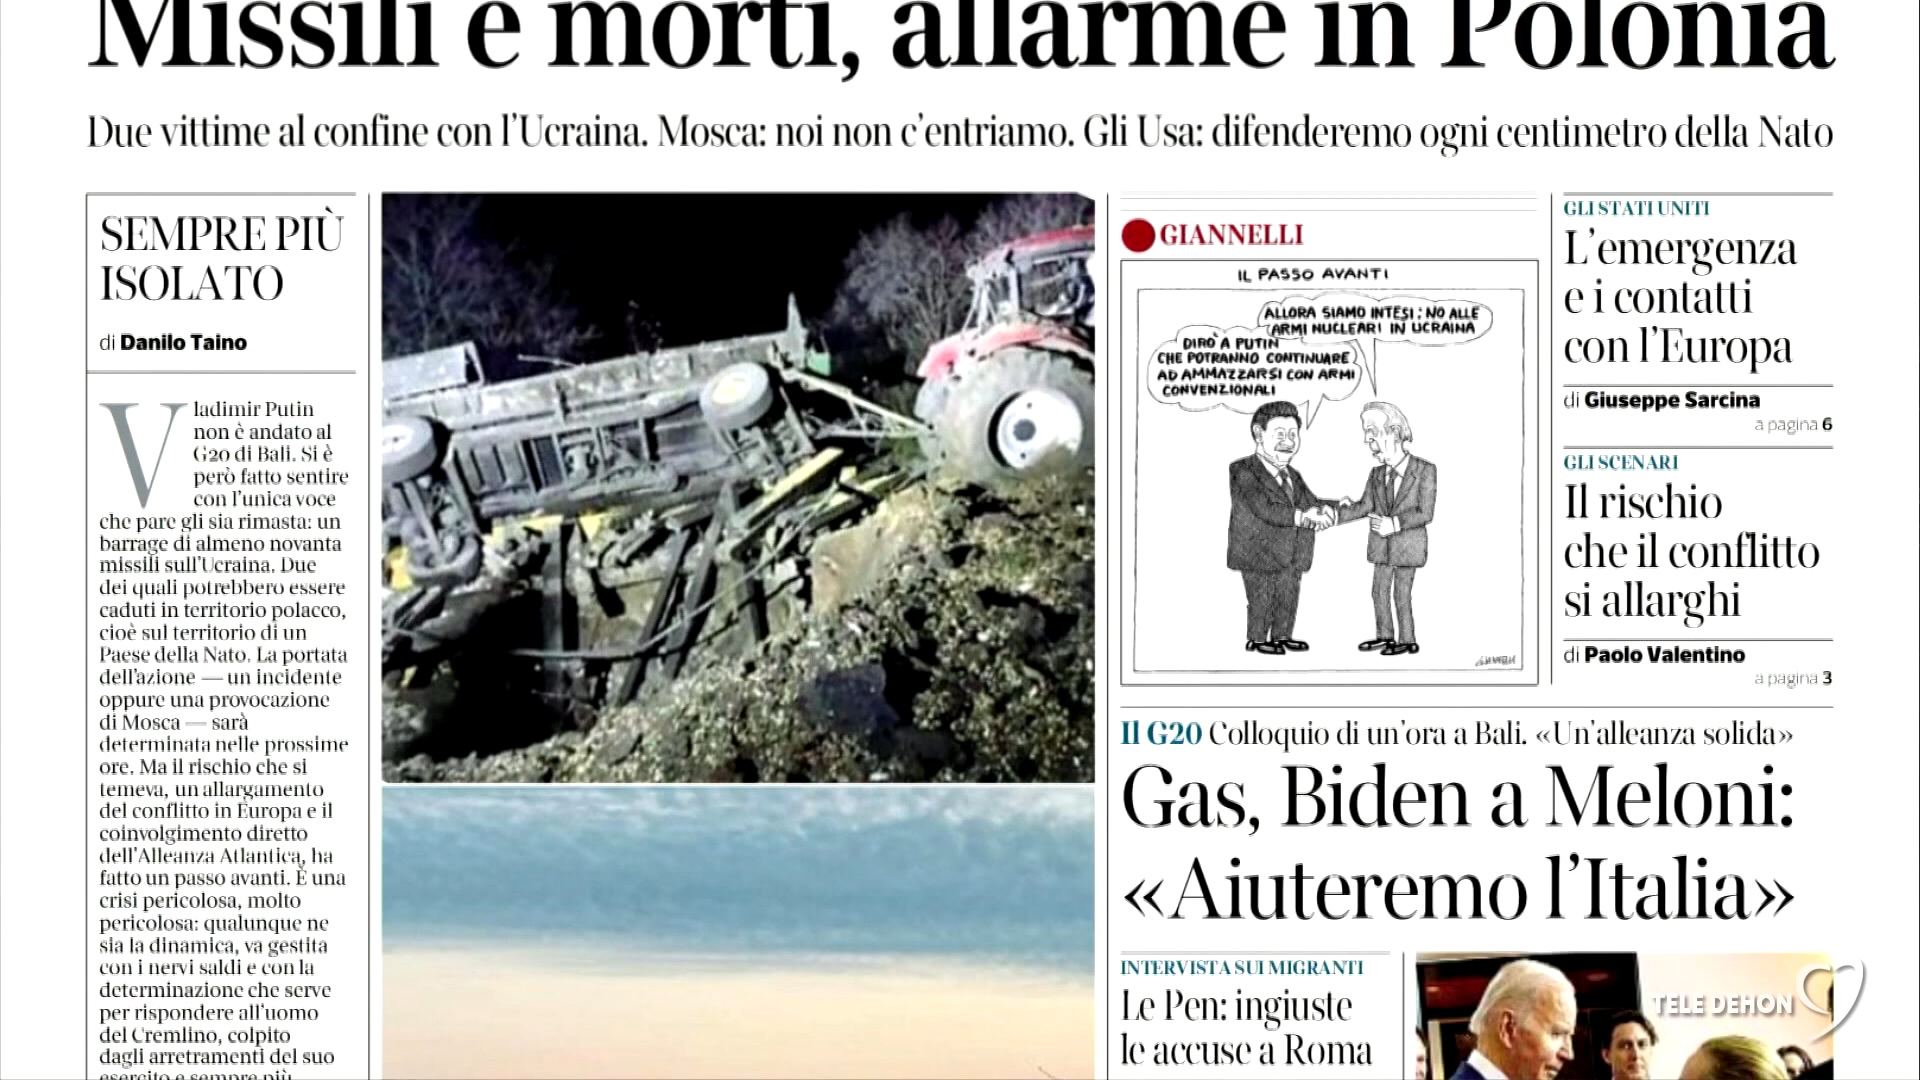 Missili e morti, allarme in Polonia
Due vittime al confine con l'Ucraina. Mosca: noi non c'entriamo. Gli Usa: difenderemo ogni centimetro della Nato
SEMPRE PIÙ
ISOLATO
di Danilo Taino
Vladimir Putin
non è andato al
G20 di Bali. Si è
però fatto sentire
con l'unica voce
che pare gli sia rimasta: un
barrage di almeno novanta
missili sull'Ucraina. Due
dei quali potrebbero essere
caduti in territorio polacco,
cioè sul territorio di un
Paese della Nato. La portata
dell'azione — un incidente
oppure una provocazione
di Mosca — sarà
determinata nelle prossime
ore. Ma il rischio che si
temeva, un allargamento
del conflitto in Europa e il
coinvolgimento diretto
dell'Alleanza Atlantica, ha
fatto un passo avanti. È una
crisi pericolosa, molto
pericolosa: qualunque ne
sia la dinamica, va gestita
con i nervi saldi e con la
determinazione che serve
per rispondere all'uomo
del Cremlino, colpito
dagli arretramenti del suo
esercito e sempre più
GIANNELLI
IL PASSO AVANTI
ALLORA SIAMO INTESI: NO ALLE
ARMI NUCLEARI IN UCRAINA
DIRÒ A PUTIN
CHE POTRANNO CONTINUARE
AD AMMAZZARSI CON ARMI
CONVENZIONALI
GIANNELLI
GLI STATI UNITI
L'emergenza
e i contatti
con l'Europa
di Giuseppe Sarcina
a pagina 6
GLI SCENARI
Il rischio
che il conflitto
si allarghi
di Paolo Valentino
a pagina 3
Il G20 Colloquio di un'ora a Bali. «Un'alleanza solida»
Gas, Biden a Meloni:
«Aiuteremo l'Italia»
INTERVISTA SUI MIGRANTI
Le Pen: ingiuste
le accuse a Roma
TELE DEHON